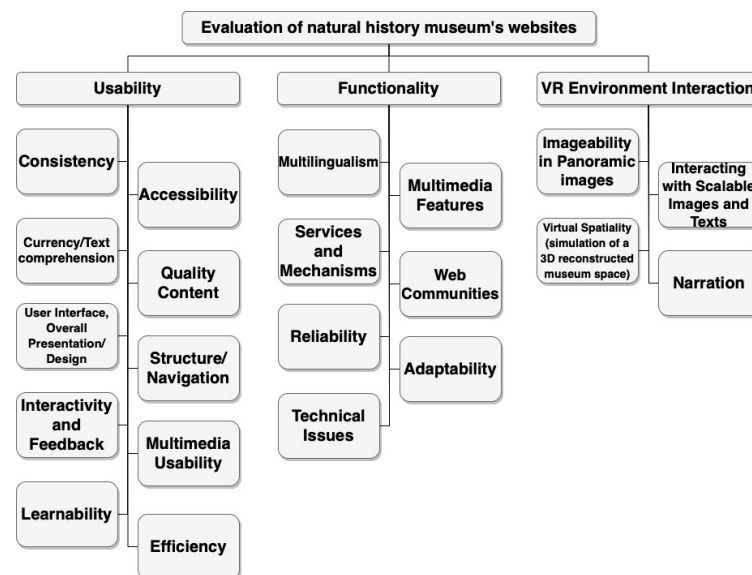 Evaluation of natural history museum's websites
Usability
Consistency
Accessibility
Currency/Text
comprehension
Quality
Content
User Interface,
Overall
Presentation/
Design
Structure/
Navigation
Interactivity
and
Feedback
Multimedia
Usability
Learnability
Efficiency
Functionality
Multilingualism
Multimedia
Features
Services
and
Mechanisms
Web
Communities
Reliability
Adaptability
Technical
Issues
VR Environment Interaction
Imageability
in Panoramic
images
Interacting
with Scalable
Images and
Texts
Virtual Spatiality
(simulation of a
3D reconstructed
museum space)
Narration